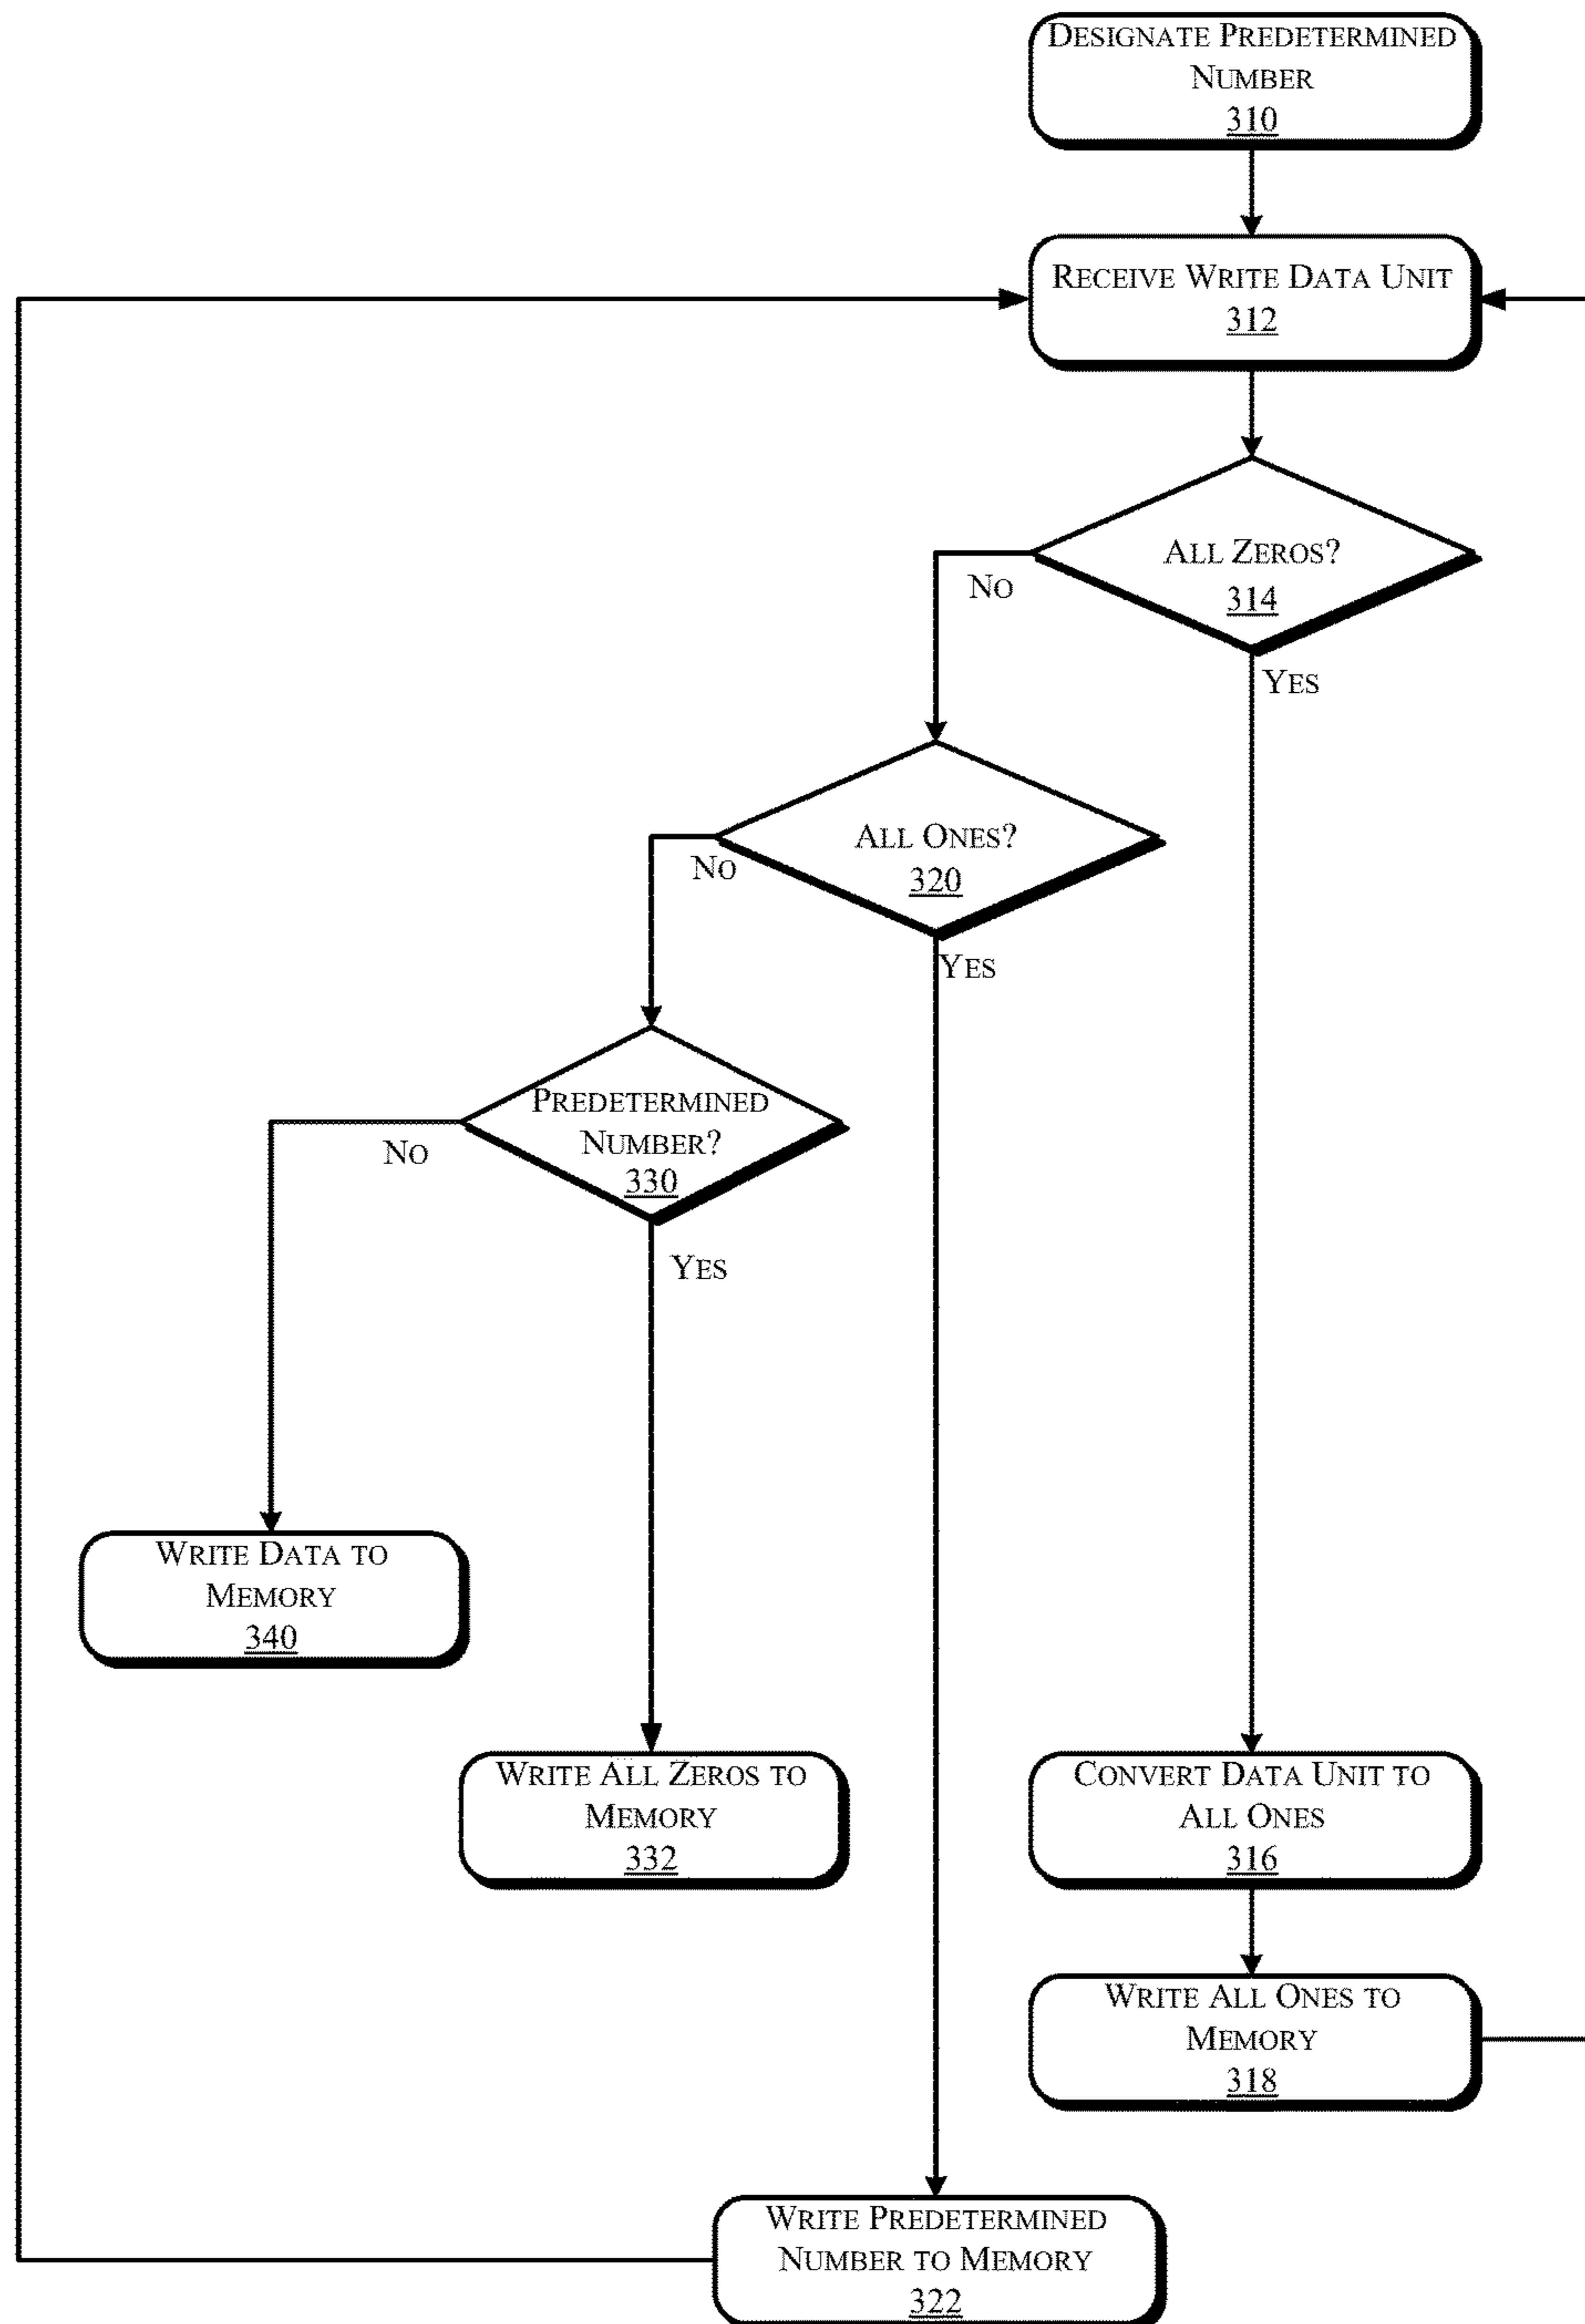 DESIGNATE PREDETERMINED
NUMBER
310
RECEIVE WRITE DATA UNIT
312
ALL ZEROS?
314
NO
YES
ALL ONES?
320
NO
YES
PREDETERMINED
NUMBER?
330
NO
YES
WRITE DATA TO
MEMORY
340
WRITE ALL ZEROS TO
MEMORY
332
CONVERT DATA UNIT TO
ALL ONES
316
WRITE ALL ONES TO
MEMORY
318
WRITE PREDETERMINED
NUMBER TO MEMORY
322